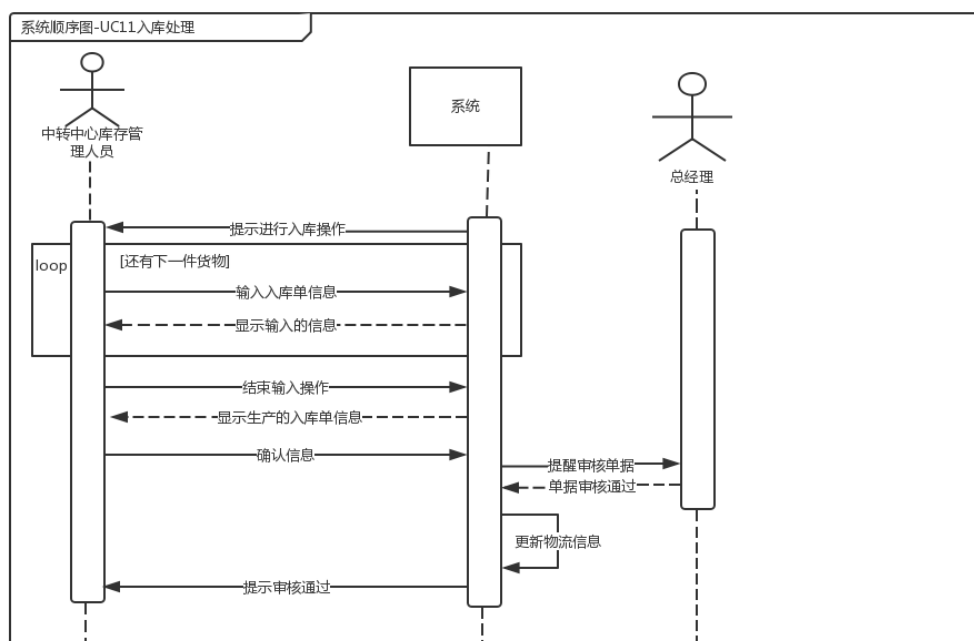 系统顺序图-UC11入库处理
中转中心库存管
理人员
系统
总经理
提示进行入库操作
loop
[还有下一件货物]
输入入库单信息
显示输入的信息
结束输入操作
显示生产的入库单信息
确认信息
提醒审核单据
单据审核通过
更新物流信息
提示审核通过